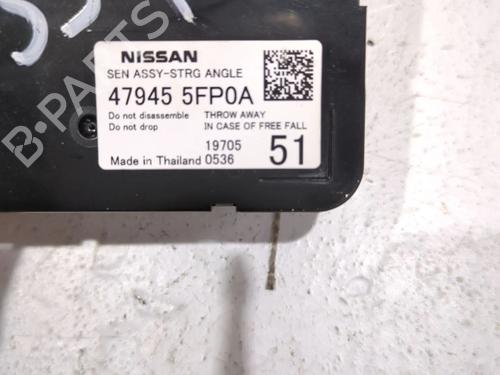 NISSAN
SEN ASSY-STRG ANGLE
47945 5FP0A
Do not disassemble THROW AWAY
Do not drop IN CASE OF FREE FALL
19705
Made in Thailand 0536 51
B-Parts